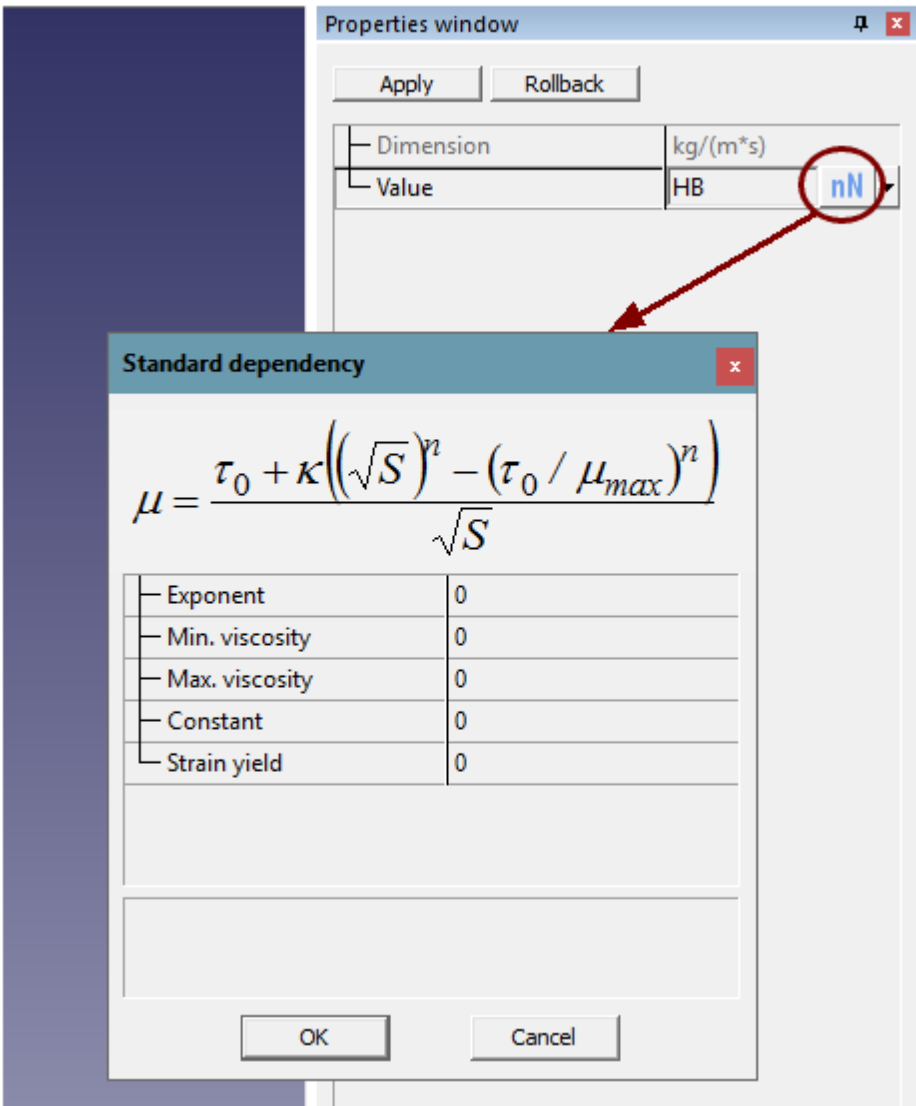 Properties window
Apply Rollback
Dimension kg/(m*s)
Value HB nN
Standard dependency x
μ = (τ₀ + κ((√S)ⁿ − (τ₀ / μₘₐₓ)ⁿ)) / √S
Exponent 0
Min. viscosity 0
Max. viscosity 0
Constant 0
Strain yield 0
OK Cancel